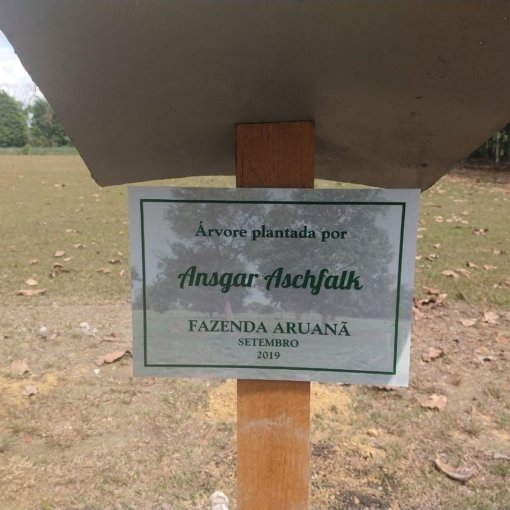 Árvore plantada por
Ansgar Aschfalk
FAZENDA ARUANÃ
SETEMBRO
2019